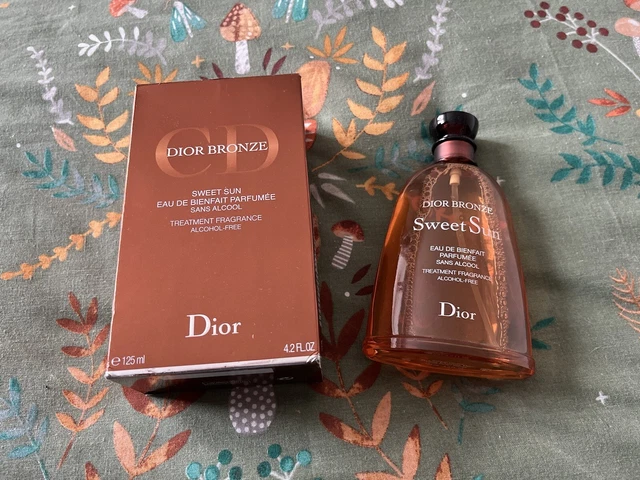 CD
DIOR BRONZE
SWEET SUN
EAU DE BIENFAIT PARFUMÉE
SANS ALCOOL
TREATMENT FRAGRANCE
ALCOHOL-FREE
Dior
℮ 125 ml
4.2 FL.OZ
DIOR BRONZE
Sweet Sun
EAU DE BIENFAIT
PARFUMÉE
SANS ALCOOL
TREATMENT FRAGRANCE
ALCOHOL-FREE
Dior